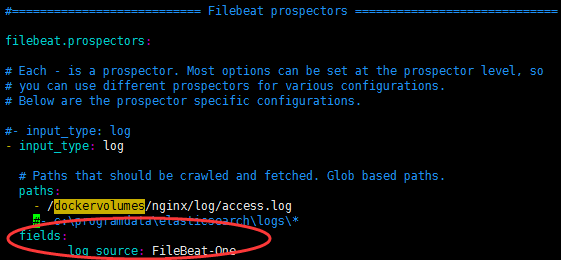 #=========================== Filebeat prospectors =============================
filebeat.prospectors:
# Each - is a prospector. Most options can be set at the prospector level, so
# you can use different prospectors for various configurations.
# Below are the prospector specific configurations.
#- input_type: log
- input_type: log
# Paths that should be crawled and fetched. Glob based paths.
paths:
- /dockervolumes/nginx/log/access.log
#- c:\programdata\elasticsearch\logs\*
fields:
log_source: FileBeat-One